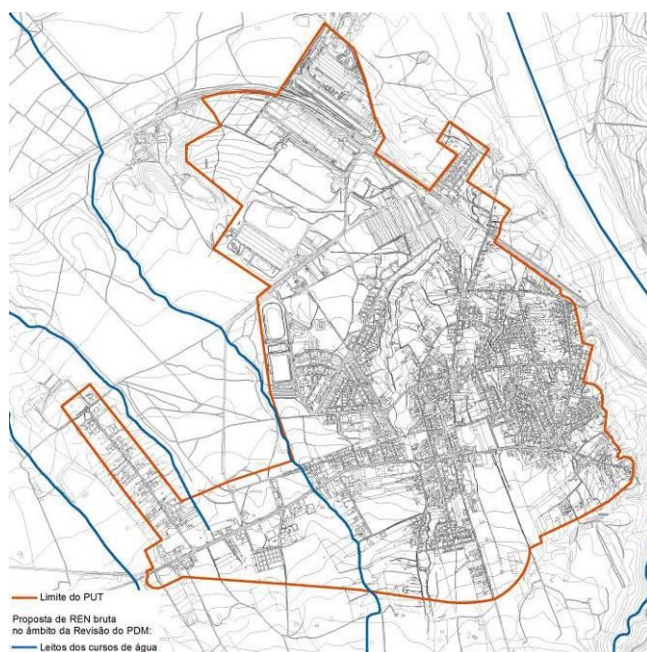 Limite do PUT
Proposta de REN bruta
no âmbito da Revisão do PDM:
Leitos dos cursos de água